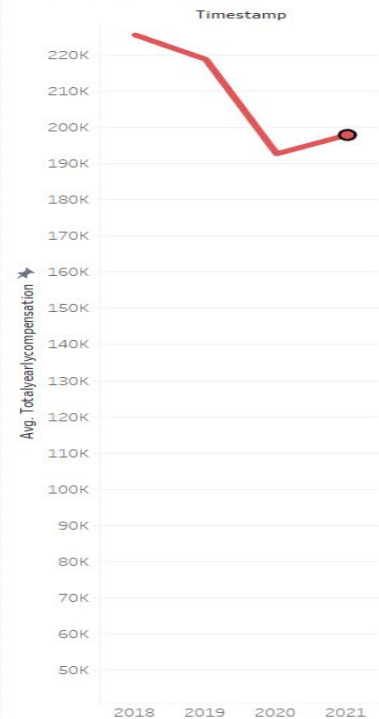 Timestamp
220K
210K
200K
190K
180K
170K
160K
150K
140K
130K
120K
110K
100K
90K
80K
70K
60K
50K
Avg. Totalyearlycompensation
2018 2019 2020 2021